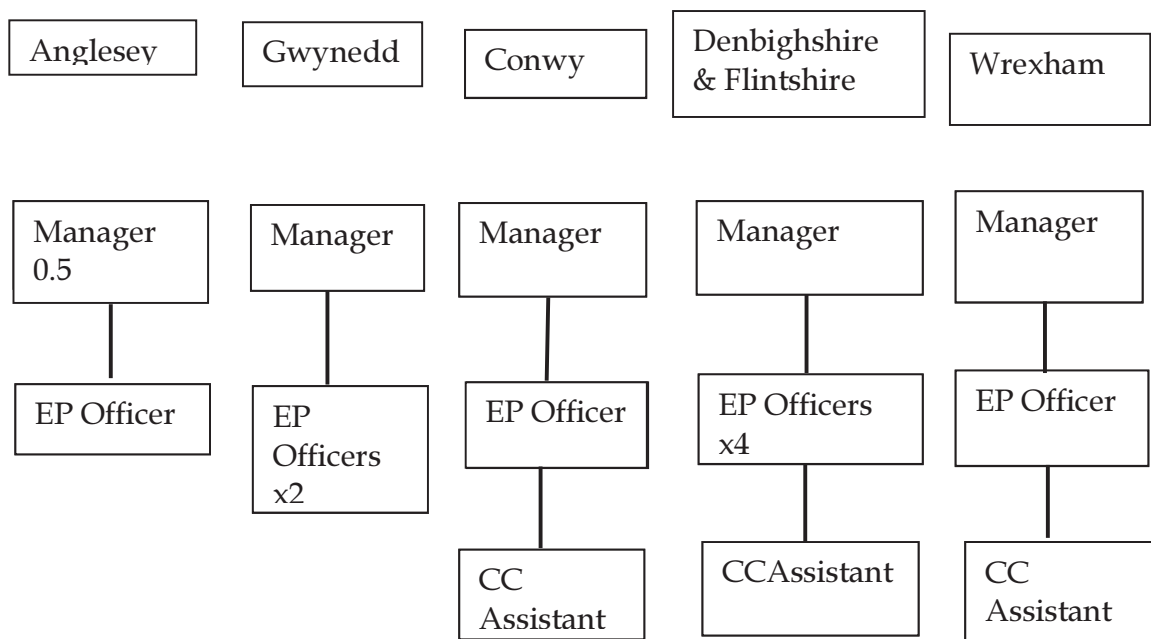 Anglesey
Gwynedd
Conwy
Denbighshire
& Flintshire
Wrexham
Manager
0.5
Manager
Manager
Manager
Manager
EP Officer
EP
Officers
x2
EP Officer
EP Officers
x4
EP Officer
CC
Assistant
CCAssistant
CC
Assistant